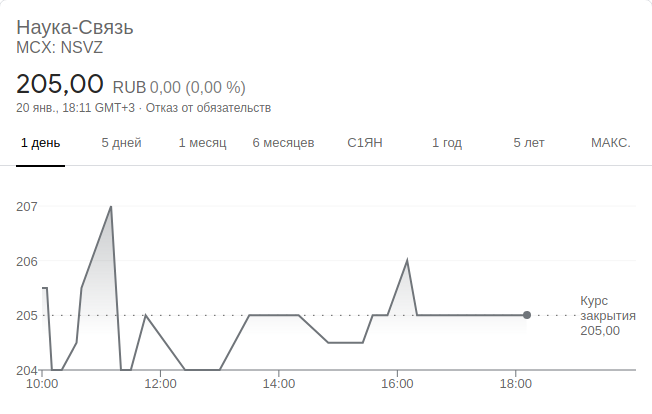 Наука-Связь
MCX: NSVZ
205,00 RUB 0,00 (0,00 %)
20 янв., 18:11 GMT+3 · Отказ от обязательств
1 день 5 дней 1 месяц 6 месяцев С1ЯН 1 год 5 лет МАКС.
207
206
205
204
Курс
закрытия
205,00
10:00 12:00 14:00 16:00 18:00